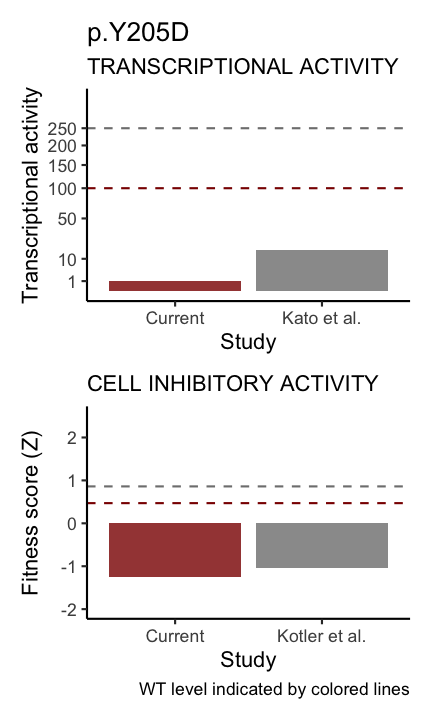 p.Y205D
TRANSCRIPTIONAL ACTIVITY
Transcriptional activity
250
200
150
100
50
10
1
Current
Kato et al.
Study
CELL INHIBITORY ACTIVITY
Fitness score (Z)
2
1
0
-1
-2
Current
Kotler et al.
Study
WT level indicated by colored lines